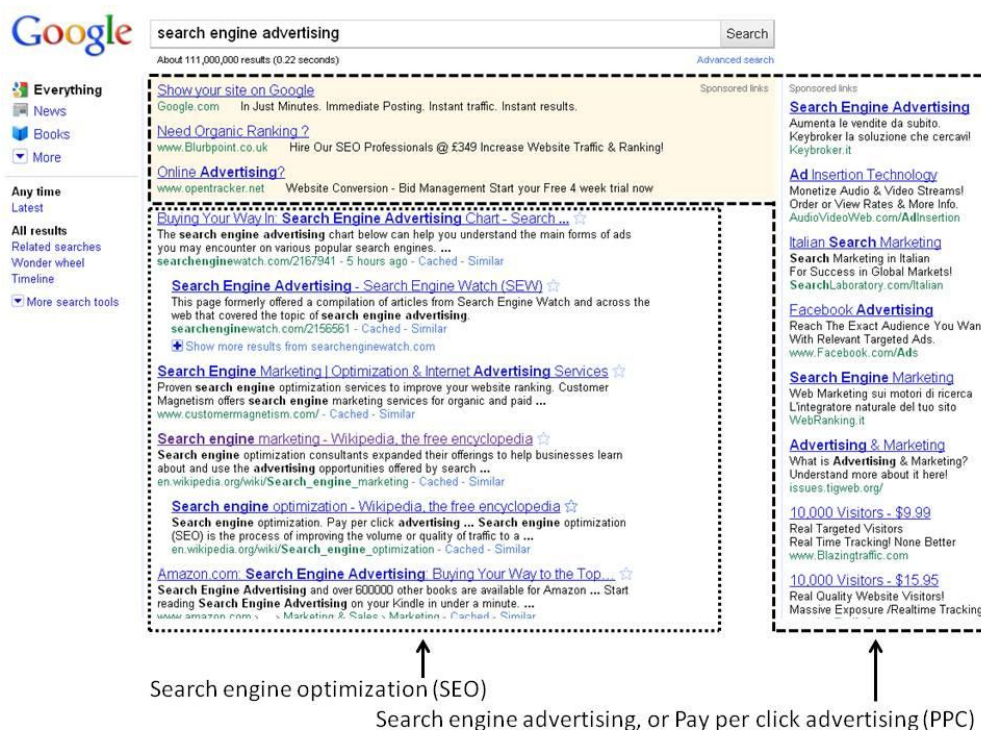 Google
search engine advertising
Search
About 111,000,000 results (0.22 seconds)
Advanced search
Everything
News
Books
More
Any time
Latest
All results
Related searches
Wonder wheel
Timeline
More search tools
Show your site on Google
Sponsored links
Google.com In Just Minutes. Immediate Posting. Instant traffic. Instant results.
Need Organic Ranking ?
www.Blurbpoint.co.uk Hire Our SEO Professionals @ £349 Increase Website Traffic & Ranking!
Online Advertising?
www.opentracker.net Website Conversion - Bid Management Start your Free 4 week trial now
Buying Your Way In: Search Engine Advertising Chart - Search ...
The search engine advertising chart below can help you understand the main forms of ads
you may encounter on various popular search engines. ...
searchenginewatch.com/2167941 - 5 hours ago - Cached - Similar
Search Engine Advertising - Search Engine Watch (SEW)
This page formerly offered a compilation of articles from Search Engine Watch and across the
web that covered the topic of search engine advertising.
searchenginewatch.com/2156561 - Cached - Similar
Show more results from searchenginewatch.com
Search Engine Marketing | Optimization & Internet Advertising Services
Proven search engine optimization services to improve your website ranking. Customer
Magnetism offers search engine marketing services for organic and paid ...
www.customermagnetism.com/ - Cached - Similar
Search engine marketing - Wikipedia, the free encyclopedia
Search engine optimization consultants expanded their offerings to help businesses learn
about and use the advertising opportunities offered by search ...
en.wikipedia.org/wiki/Search_engine_marketing - Cached - Similar
Search engine optimization - Wikipedia, the free encyclopedia
Search engine optimization. Pay per click advertising ... Search engine optimization
(SEO) is the process of improving the volume or quality of traffic to a ...
en.wikipedia.org/wiki/Search_engine_optimization - Cached - Similar
Amazon.com: Search Engine Advertising: Buying Your Way to the Top...
Search Engine Advertising and over 600000 other books are available for Amazon ... Start
reading Search Engine Advertising on your Kindle in under a minute. ...
www.amazon.com › ... › Marketing & Sales › Marketing - Cached - Similar
Sponsored links
Search Engine Advertising
Aumenta le vendite da subito.
Keybroker la soluzione che cercavi!
Keybroker.it
Ad Insertion Technology
Monetize Audio & Video Streams!
Order or View Rates & More Info.
AudioVideoWeb.com/AdInsertion
Italian Search Marketing
Search Marketing in Italian
For Success in Global Markets!
SearchLaboratory.com/Italian
Facebook Advertising
Reach The Exact Audience You Wan
With Relevant Targeted Ads.
www.Facebook.com/Ads
Search Engine Marketing
Web Marketing sui motori di ricerca
L'integratore naturale del tuo sito
WebRanking.it
Advertising & Marketing
What is Advertising & Marketing?
Understand more about it here!
issues.tigweb.org/
10,000 Visitors - $9.99
Real Targeted Visitors
Real Time Tracking! None Better
www.Blazingtraffic.com
10,000 Visitors - $15.95
Real Quality Website Visitors!
Massive Exposure /Realtime Tracking
Search engine optimization (SEO)
Search engine advertising, or Pay per click advertising (PPC)